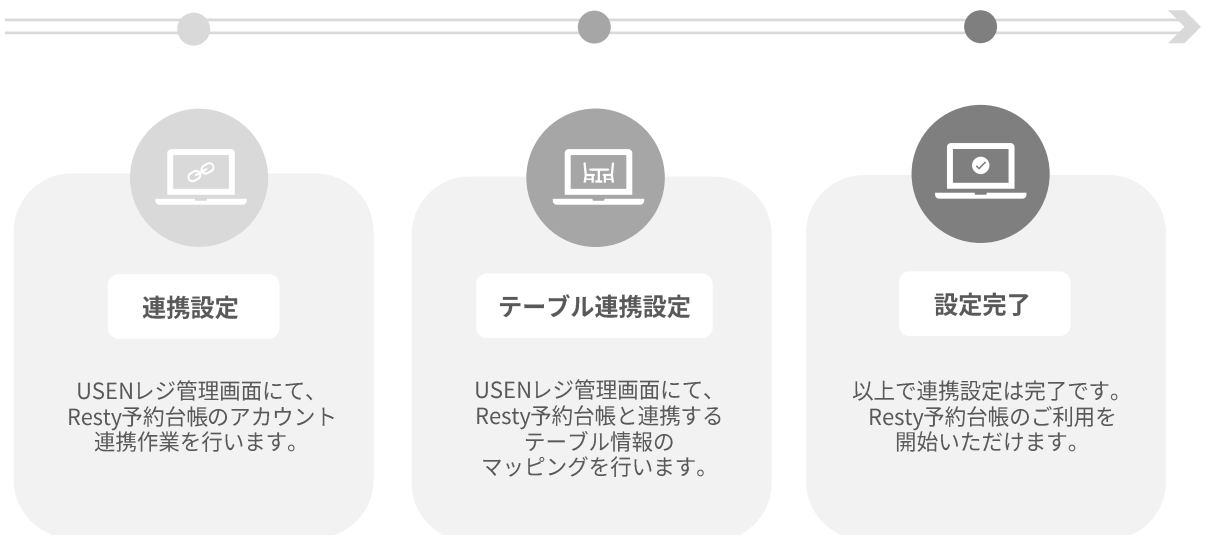 連携設定
USENレジ管理画面にて、
Resty予約台帳のアカウント
連携作業を行います。
テーブル連携設定
USENレジ管理画面にて、
Resty予約台帳と連携する
テーブル情報の
マッピングを行います。
設定完了
以上で連携設定は完了です。
Resty予約台帳のご利用を
開始いただけます。